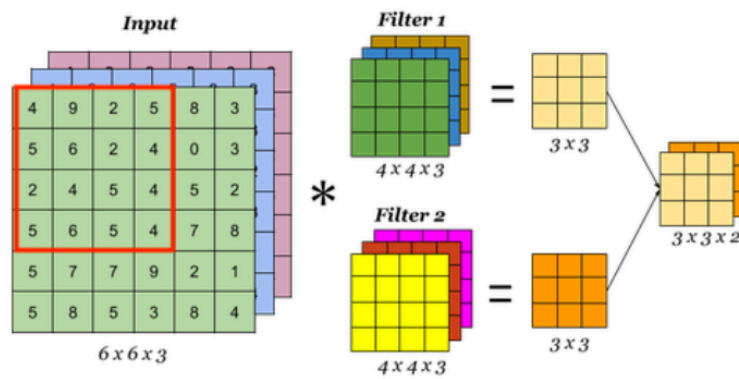 Input
4 9 2 5 8 3
5 6 2 4 0 3
2 4 5 4 5 2
5 6 5 4 7 8
5 7 7 9 2 1
5 8 5 3 8 4
6 x 6 x 3
*
Filter 1
4 x 4 x 3
=
3 x 3
Filter 2
4 x 4 x 3
=
3 x 3
3 x 3 x 2